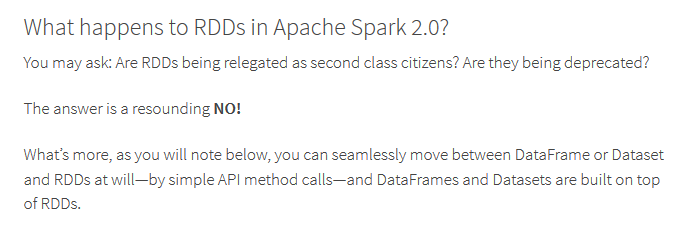 What happens to RDDs in Apache Spark 2.0?
You may ask: Are RDDs being relegated as second class citizens? Are they being deprecated?
The answer is a resounding NO!
What's more, as you will note below, you can seamlessly move between DataFrame or Dataset
and RDDs at will—by simple API method calls—and DataFrames and Datasets are built on top
of RDDs.